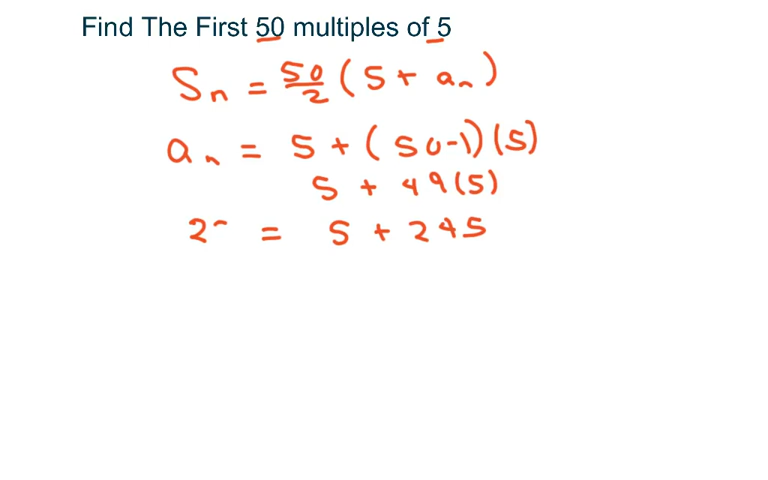 Find The First 50 multiples of 5
Sn = 50/2 (5 + an)
an = 5 + (50-1)(5)
5 + 49(5)
= 5 + 245